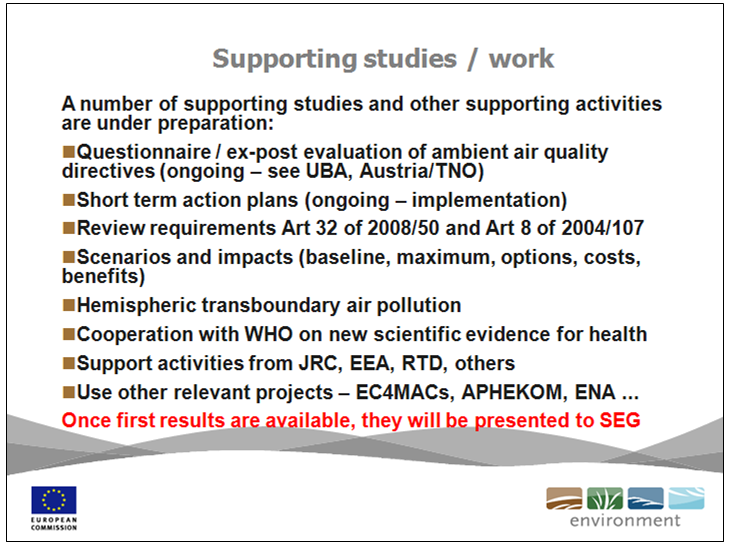 Supporting studies / work
A number of supporting studies and other supporting activities
are under preparation:
■Questionnaire / ex-post evaluation of ambient air quality
directives (ongoing – see UBA, Austria/TNO)
■Short term action plans (ongoing – implementation)
■Review requirements Art 32 of 2008/50 and Art 8 of 2004/107
■Scenarios and impacts (baseline, maximum, options, costs,
benefits)
■Hemispheric transboundary air pollution
■Cooperation with WHO on new scientific evidence for health
■Support activities from JRC, EEA, RTD, others
■Use other relevant projects – EC4MACs, APHEKOM, ENA ...
Once first results are available, they will be presented to SEG
EUROPEAN
COMMISSION
environment